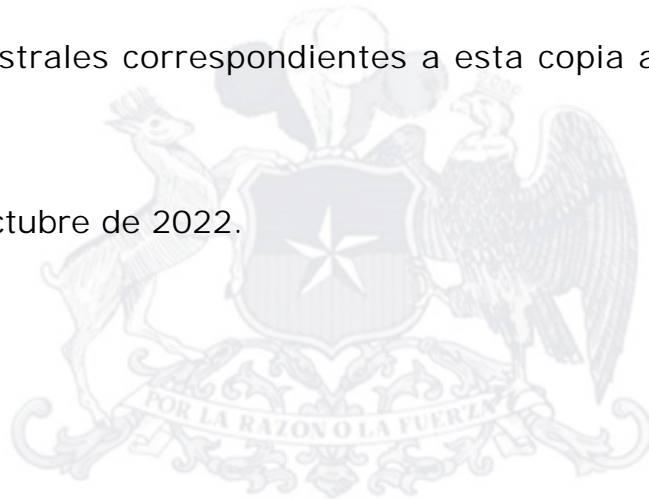 strales correspondientes a esta copia a
ctubre de 2022.
POR LA RAZON O LA FUERZA